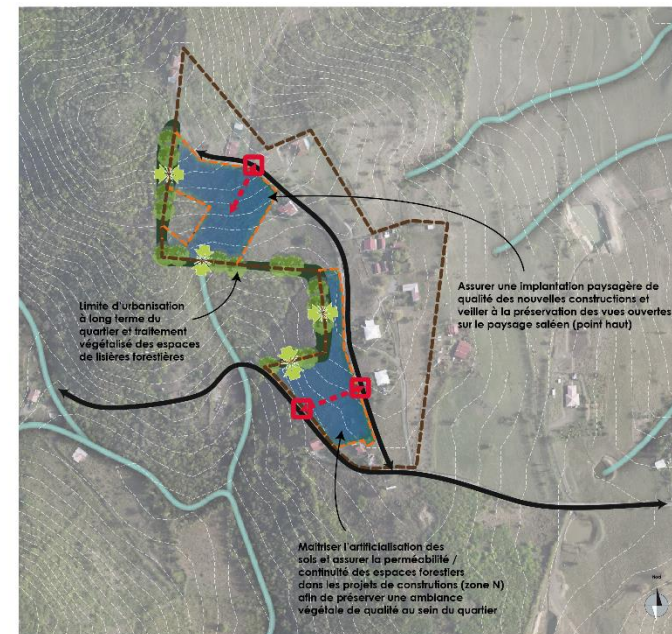 Assurer une implantation paysagère de
qualité des nouvelles constructions et
veiller à la préservation des vues ouvertes
sur le paysage saléen (point haut)
Limite d'urbanisation
à long terme du
quartier et traitement
végétalisé des espaces
de lisières forestières
Maîtriser l'artificialisation des
sols et assurer la perméabilité /
continuité des espaces forestiers
dans les projets de construtions (zone N)
afin de préserver une ambiance
végétale de qualité au sein du quartier
Nord